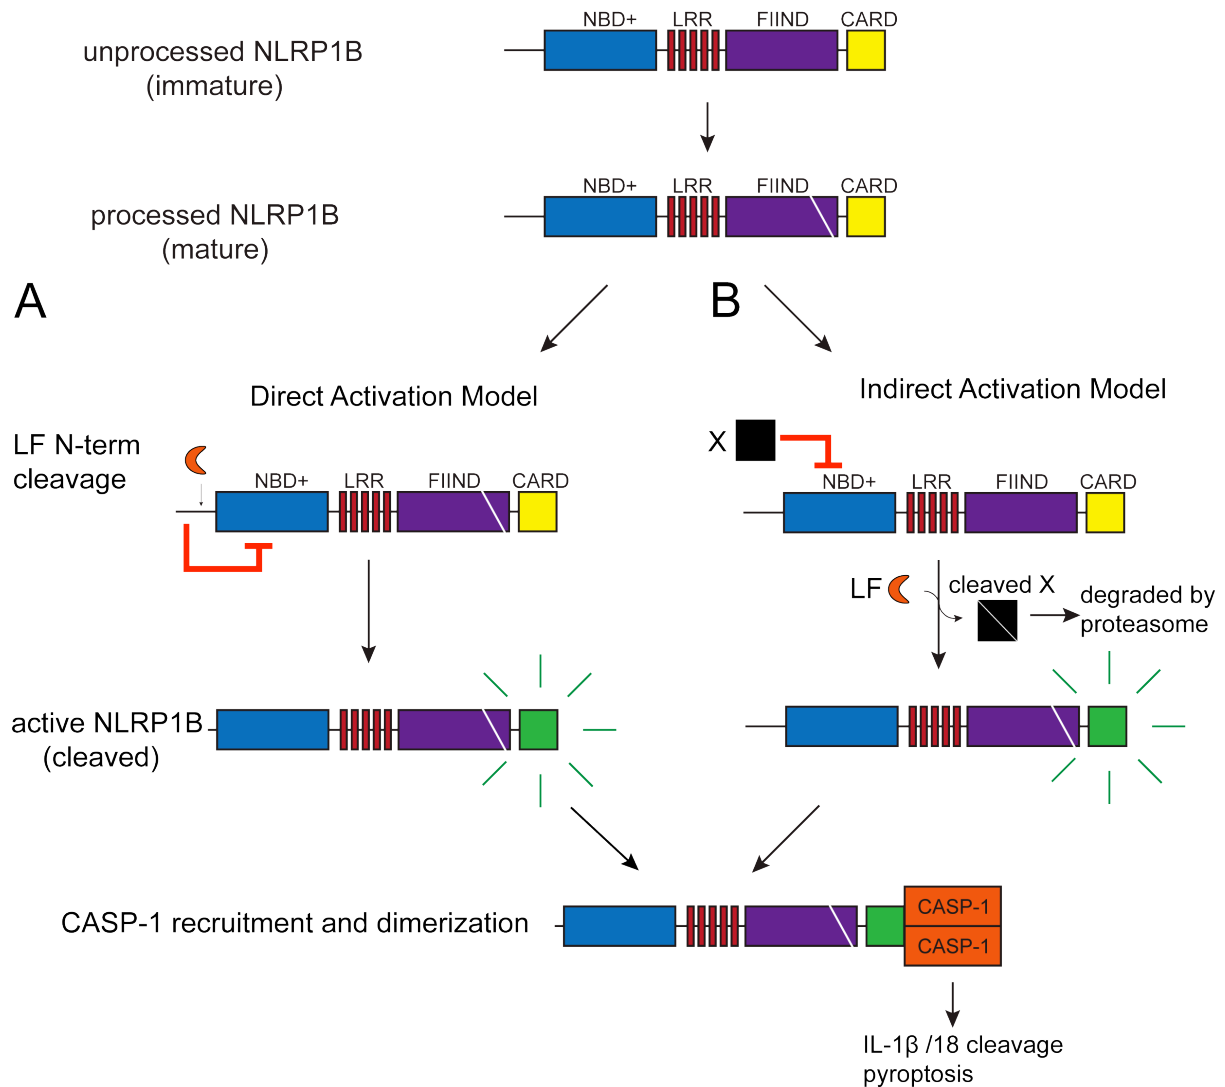 NBD+ LRR FIIND CARD
unprocessed NLRP1B
(immature)
NBD+ LRR FIIND CARD
processed NLRP1B
(mature)
A
B
Direct Activation Model
Indirect Activation Model
LF N-term
cleavage
NBD+ LRR FIIND CARD
X
NBD+ LRR FIIND CARD
LF
cleaved X
degraded by
proteasome
active NLRP1B
(cleaved)
CASP-1 recruitment and dimerization
CASP-1
CASP-1
IL-1β /18 cleavage
pyroptosis